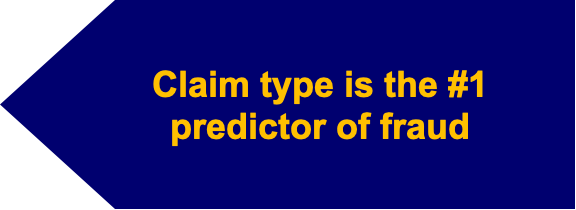 Claim type is the #1
predictor of fraud